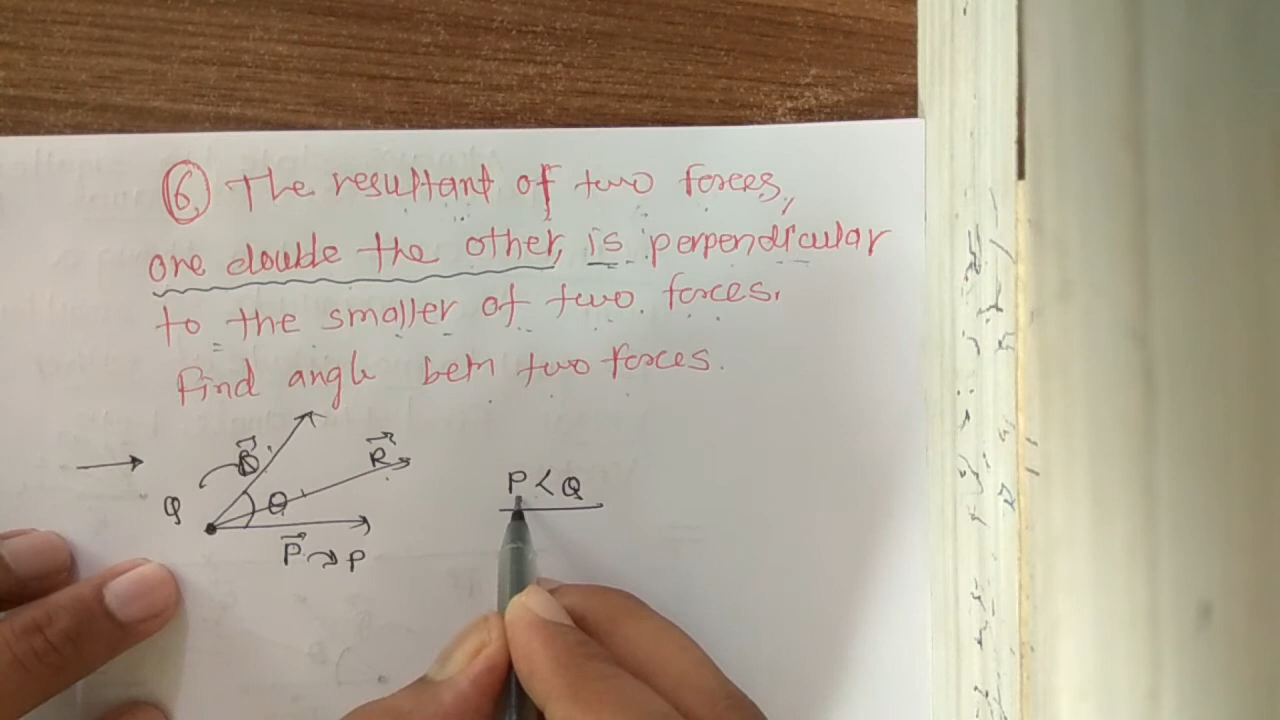 6 The resultant of two forces,
one double the other, is perpendicular
to the smaller of two forces.
Find angle betn two forces.
R
P < Q
Q θ
P P